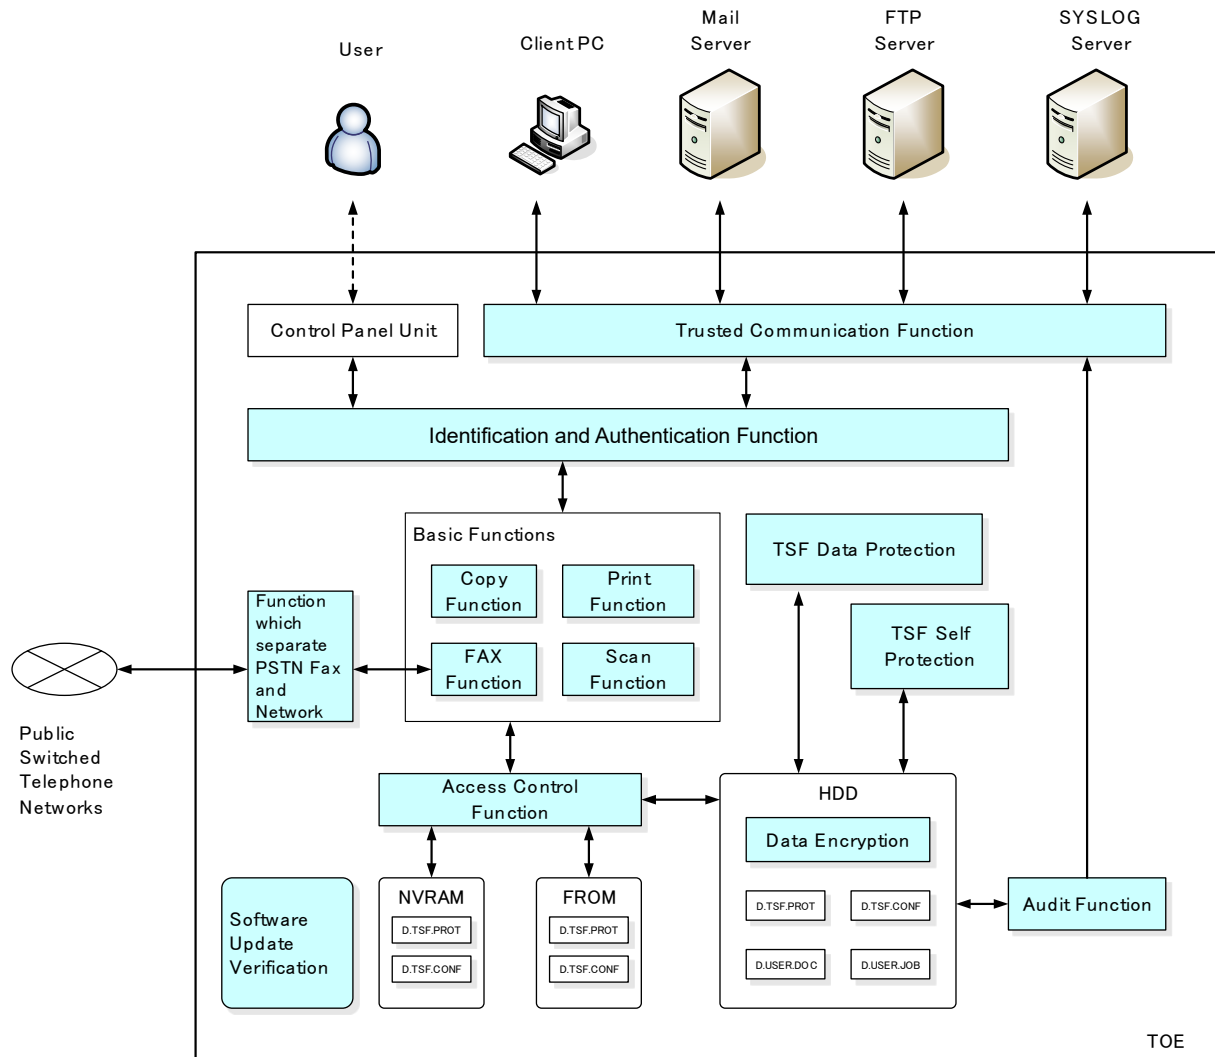 User
Client PC
Mail
Server
FTP
Server
SYSLOG
Server
Control Panel Unit
Trusted Communication Function
Identification and Authentication Function
Basic Functions
Copy
Function
Print
Function
FAX
Function
Scan
Function
TSF Data Protection
TSF Self
Protection
Function
which
separate
PSTN Fax
and
Network
Public
Switched
Telephone
Networks
Access Control
Function
HDD
Data Encryption
D.TSF.PROT
D.TSF.CONF
D.USER.DOC
D.USER.JOB
Audit Function
Software
Update
Verification
NVRAM
D.TSF.PROT
D.TSF.CONF
FROM
D.TSF.PROT
D.TSF.CONF
TOE